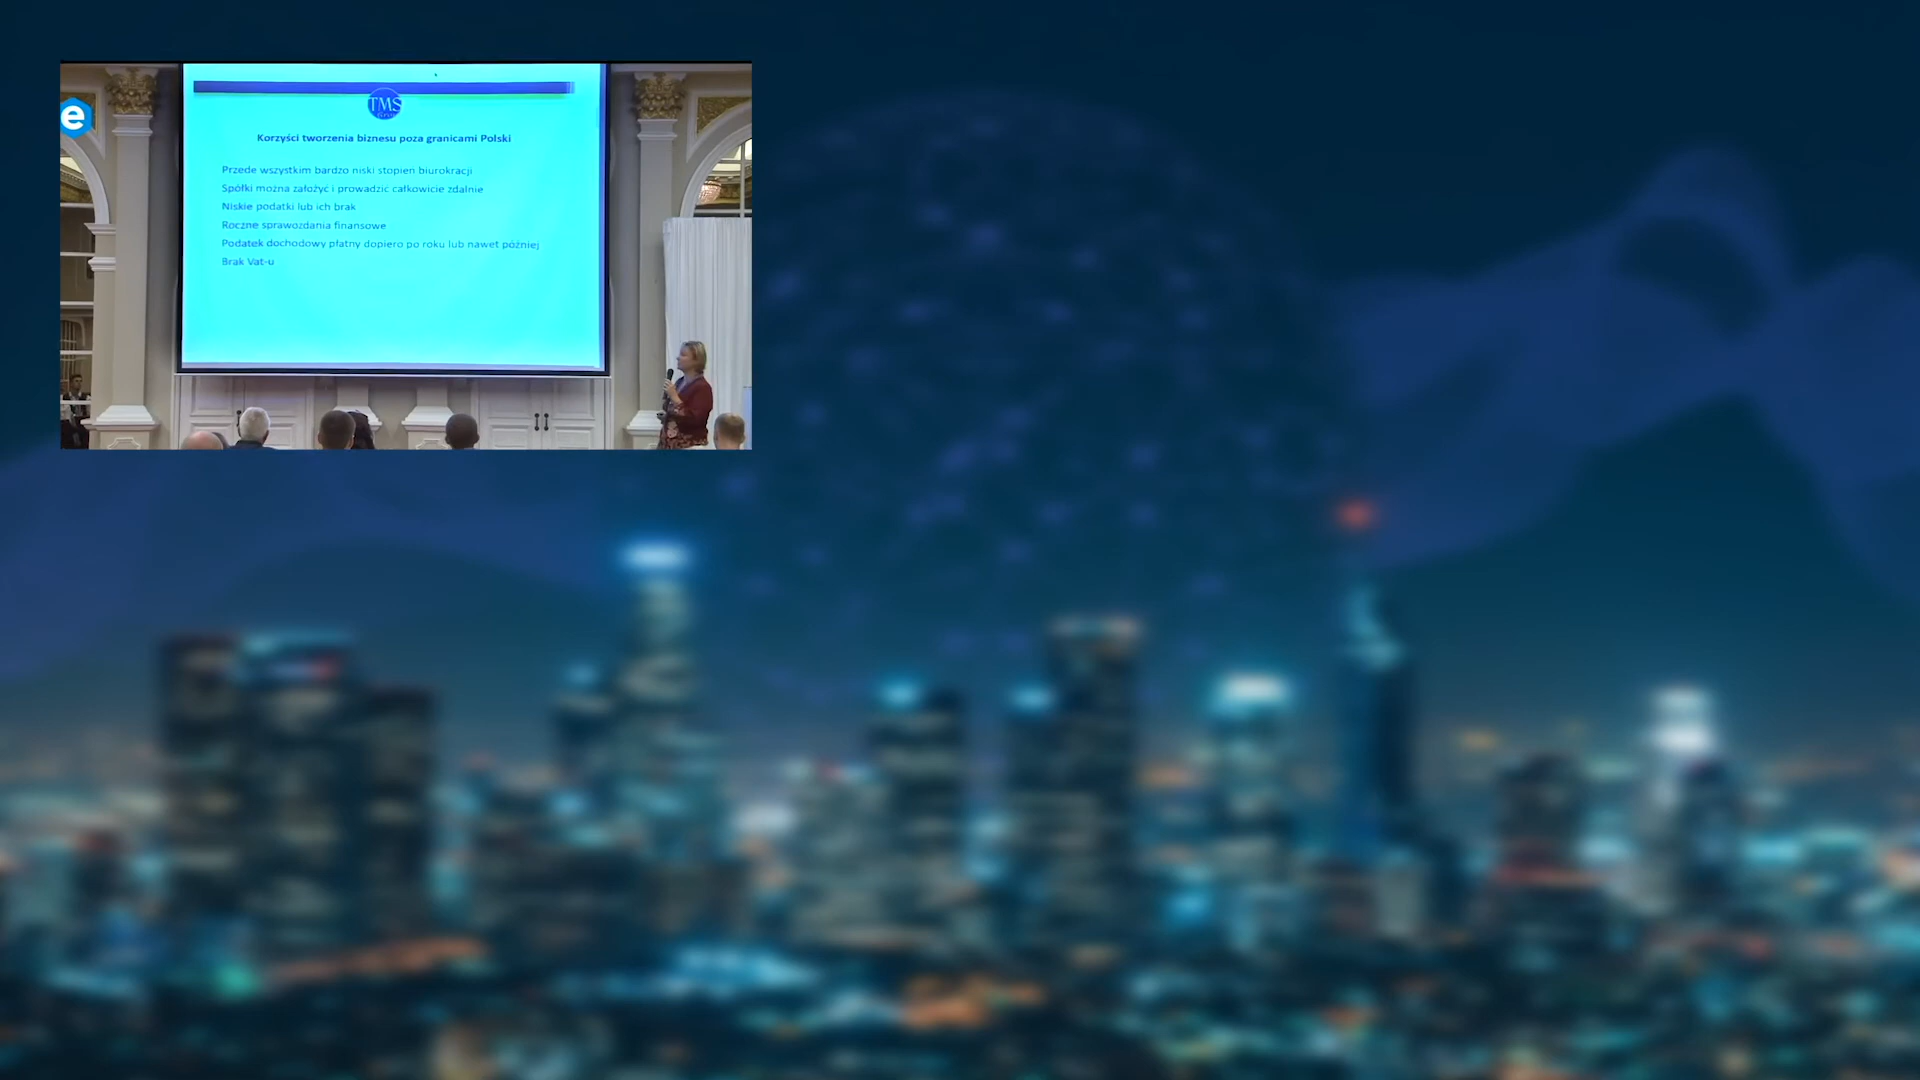 e
TMS
Group
Korzyści tworzenia biznesu poza granicami Polski
Przede wszystkim bardzo niski stopień biurokracji
Spółki można założyć i prowadzić całkowicie zdalnie
Niskie podatki lub ich brak
Roczne sprawozdania finansowe
Podatek dochodowy płatny dopiero po roku lub nawet później
Brak Vat-u